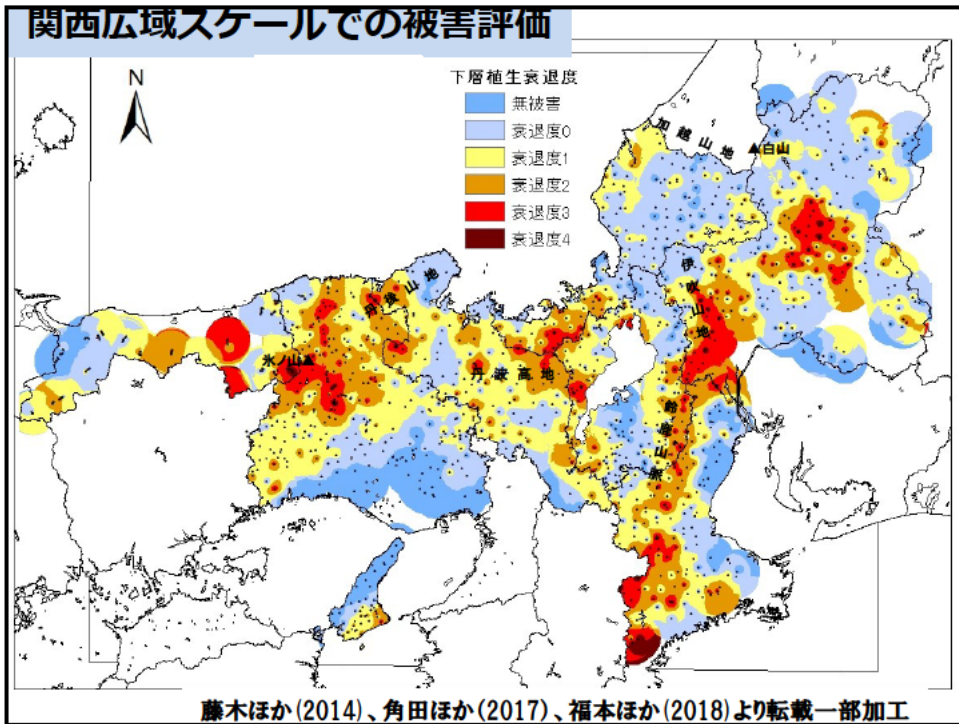 関西広域スケールでの被害評価
N
下層植生衰退度
無被害
衰退度0
衰退度1
衰退度2
衰退度3
衰退度4
加越山地
▲白山
伊吹山地
丹後山地
氷ノ山▲
丹波高地
鈴鹿山脈
藤木ほか(2014)、角田ほか(2017)、福本ほか(2018)より転載一部加工